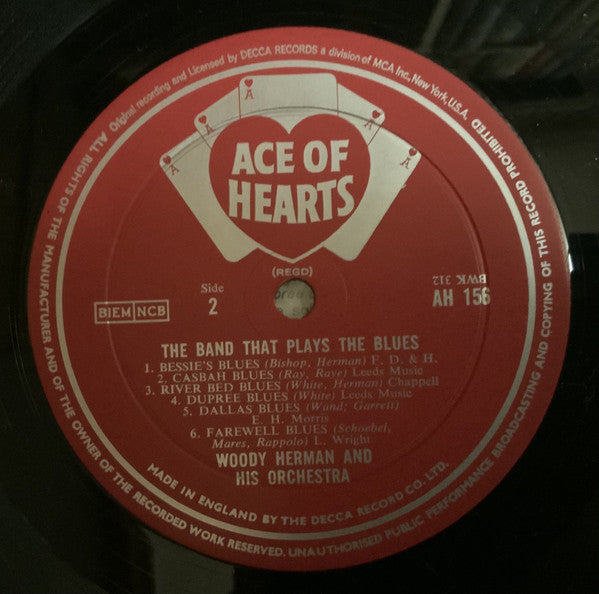 Original recording and Licensed by DECCA RECORDS a division of MCA Inc, New York, U.S.A.
A
A
A
A
A
ACE OF
HEARTS
(REGD)
Side
2
BIEM NCB
BWK 312
AH 156
THE BAND THAT PLAYS THE BLUES
1. BESSIE'S BLUES (Bishop, Herman) F. D. & H.
2. CASBAH BLUES (Ray, Raye) Leeds Music
3. RIVER BED BLUES (White, Herman) Chappell
4. DUPREE BLUES (White) Leeds Music
5. DALLAS BLUES (Wand; Garrett)
E. H. Morris
6. FAREWELL BLUES (Schoebel,
Mares, Rappolo) L. Wright
WOODY HERMAN AND
HIS ORCHESTRA
MADE IN ENGLAND BY THE DECCA RECORD CO. LTD.
ALL RIGHTS OF THE MANUFACTURER AND OF THE OWNER OF THE RECORDED WORK RESERVED. UNAUTHORISED PUBLIC PERFORMANCE BROADCASTING AND COPYING OF THIS RECORD PROHIBITED